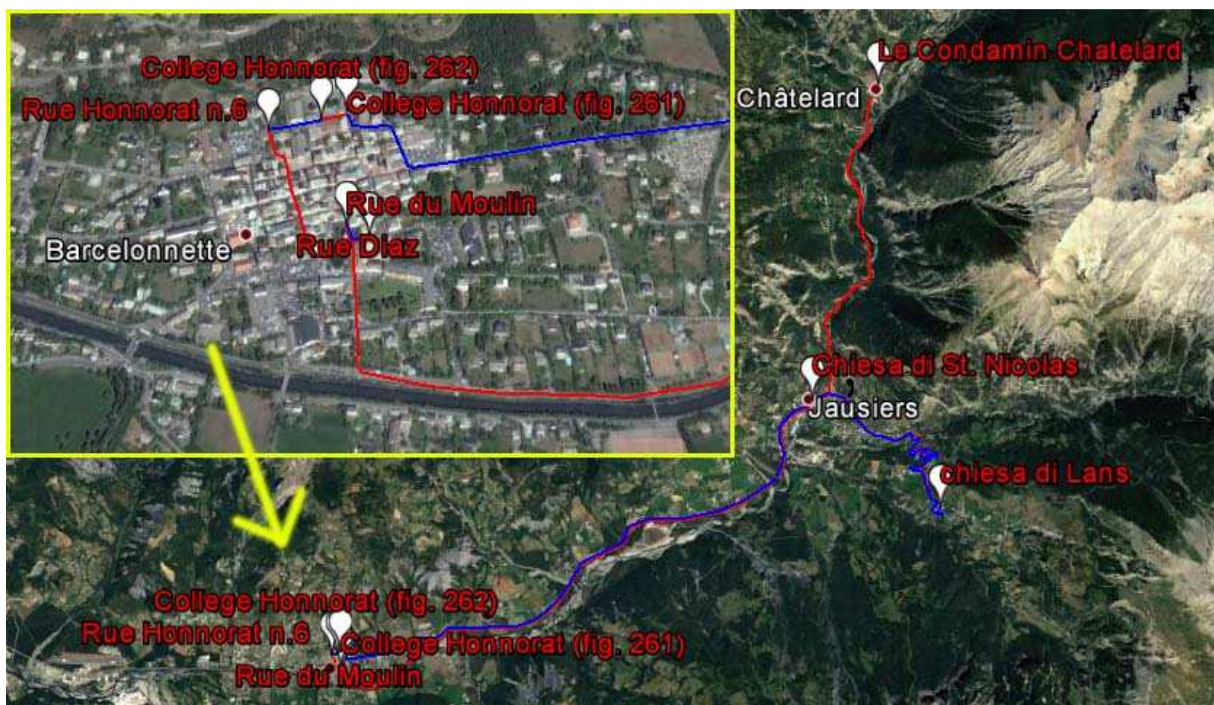 College Honnorat (fig. 262)
Rue Honnorat n.6
College Honnorat (fig. 261)
Rue du Moulin
Barcelonnette
Rue Diaz
Le Condamin Chatelard
Châtelard
Chiesa di St. Nicolas
Jausiers
chiesa di Lans
College Honnorat (fig. 262)
Rue Honnorat n.6
College Honnorat (fig. 261)
Rue du Moulin